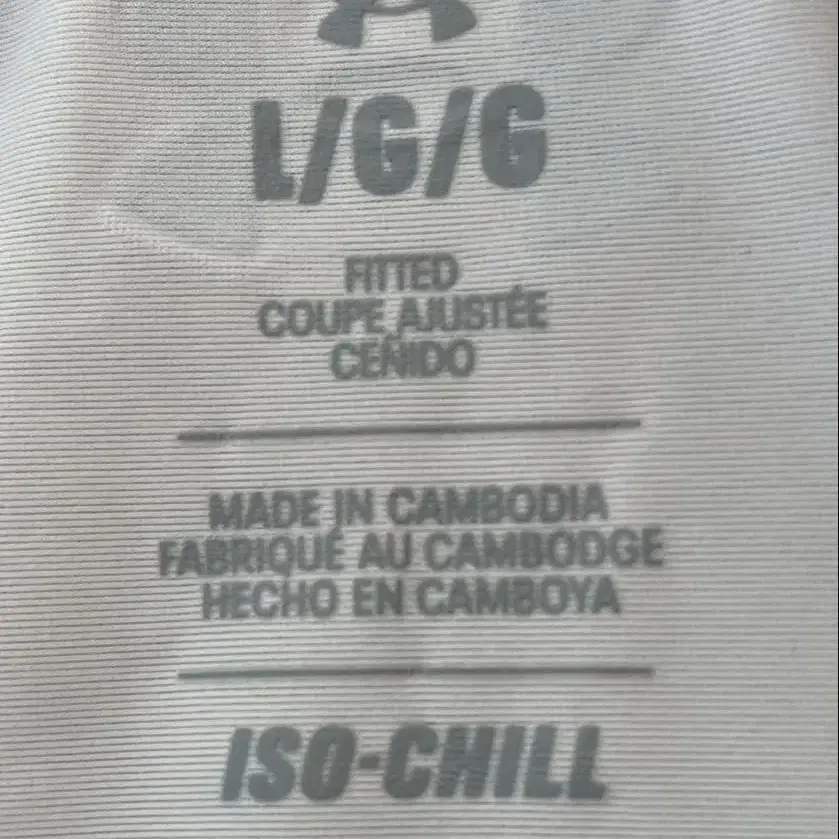 L/G/G
FITTED
COUPE AJUSTÉE
CEÑIDO
MADE IN CAMBODIA
FABRIQUÉ AU CAMBODGE
HECHO EN CAMBOYA
ISO-CHILL